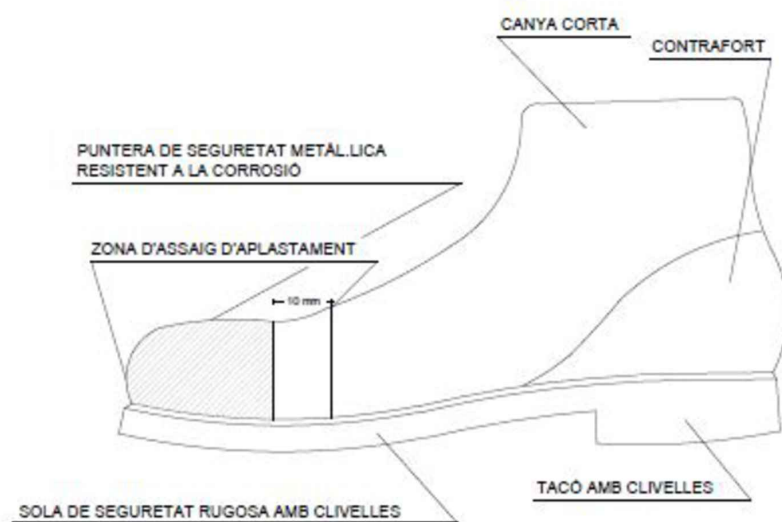 CANYA CORTA
CONTRAFORT
PUNTERA DE SEGURETAT METÀL.LICA
RESISTENT A LA CORROSIÓ
ZONA D'ASSAIG D'APLASTAMENT
10 mm
TACÓ AMB CLIVELLES
SOLA DE SEGURETAT RUGOSA AMB CLIVELLES